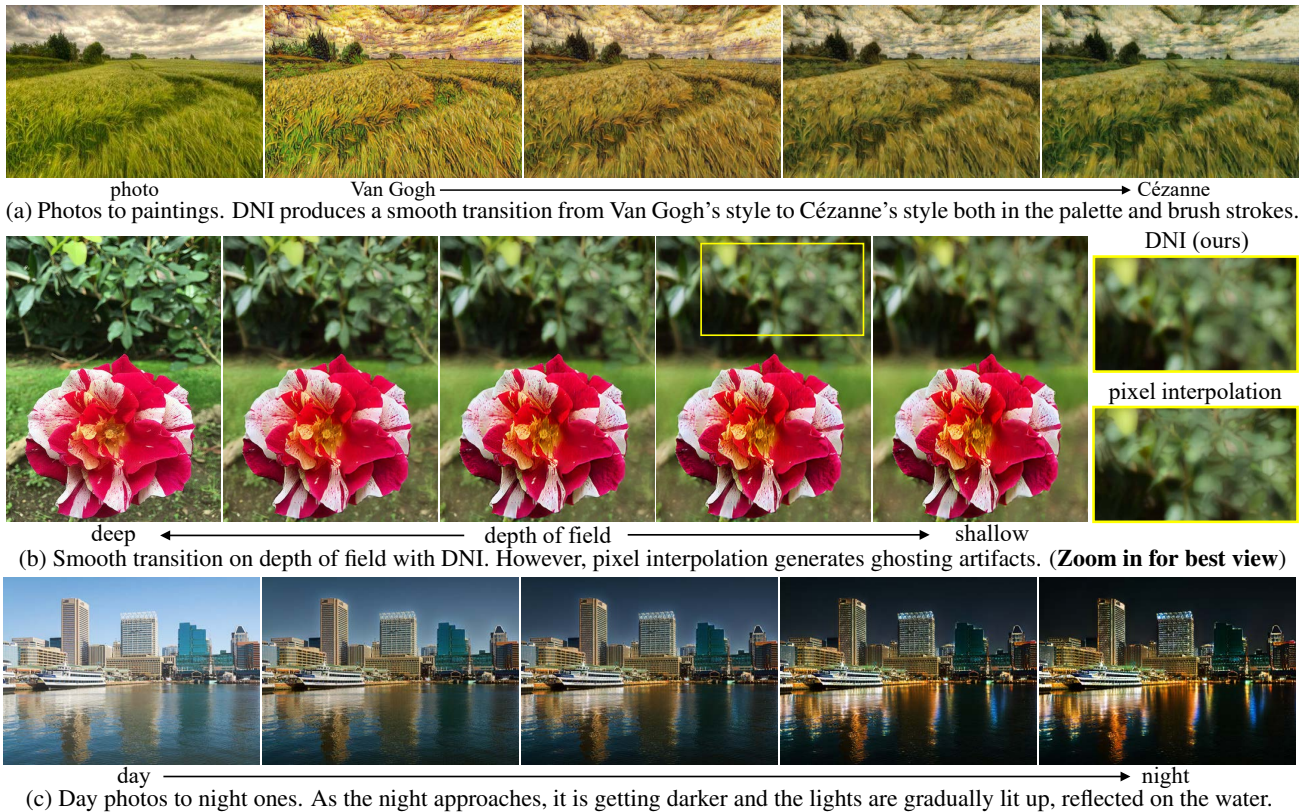 photo
Van Gogh
Cézanne
(a) Photos to paintings. DNI produces a smooth transition from Van Gogh's style to Cézanne's style both in the palette and brush strokes.
DNI (ours)
pixel interpolation
deep
depth of field
shallow
(b) Smooth transition on depth of field with DNI. However, pixel interpolation generates ghosting artifacts. (Zoom in for best view)
day
night
(c) Day photos to night ones. As the night approaches, it is getting darker and the lights are gradually lit up, reflected on the water.